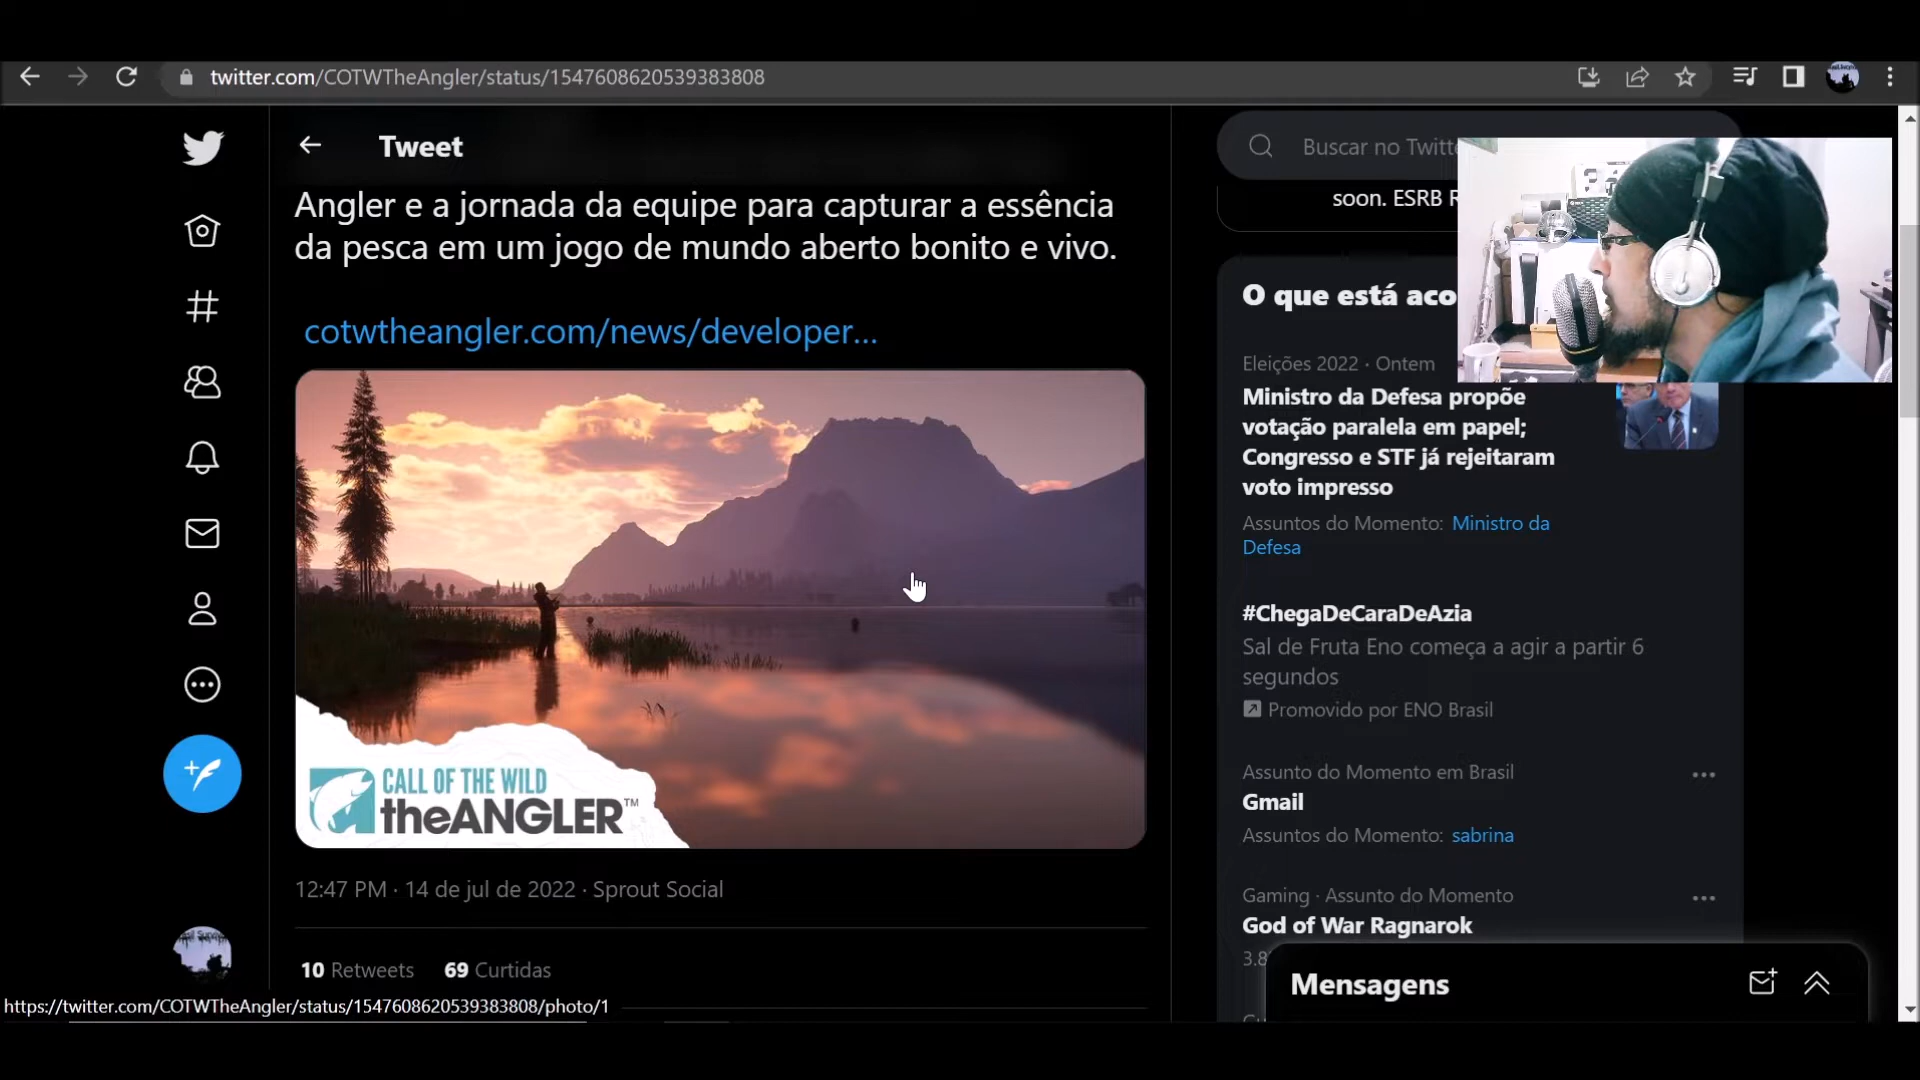 twitter.com/COTWTheAngler/status/1547608620539383808
Tweet
Angler e a jornada da equipe para capturar a essência
da pesca em um jogo de mundo aberto bonito e vivo.
cotwtheangler.com/news/developer...
CALL OF THE WILD
theANGLER™
12:47 PM · 14 de jul de 2022 · Sprout Social
10 Retweets 69 Curtidas
https://twitter.com/COTWTheAngler/status/1547608620539383808/photo/1
Buscar no Twitte
soon. ESRB R
O que está aco
Eleições 2022 · Ontem
Ministro da Defesa propõe
votação paralela em papel;
Congresso e STF já rejeitaram
voto impresso
Assuntos do Momento: Ministro da
Defesa
#ChegaDeCaraDeAzia
Sal de Fruta Eno começa a agir a partir 6
segundos
Promovido por ENO Brasil
Assunto do Momento em Brasil
Gmail
Assuntos do Momento: sabrina
Gaming · Assunto do Momento
God of War Ragnarok
3.8
Mensagens